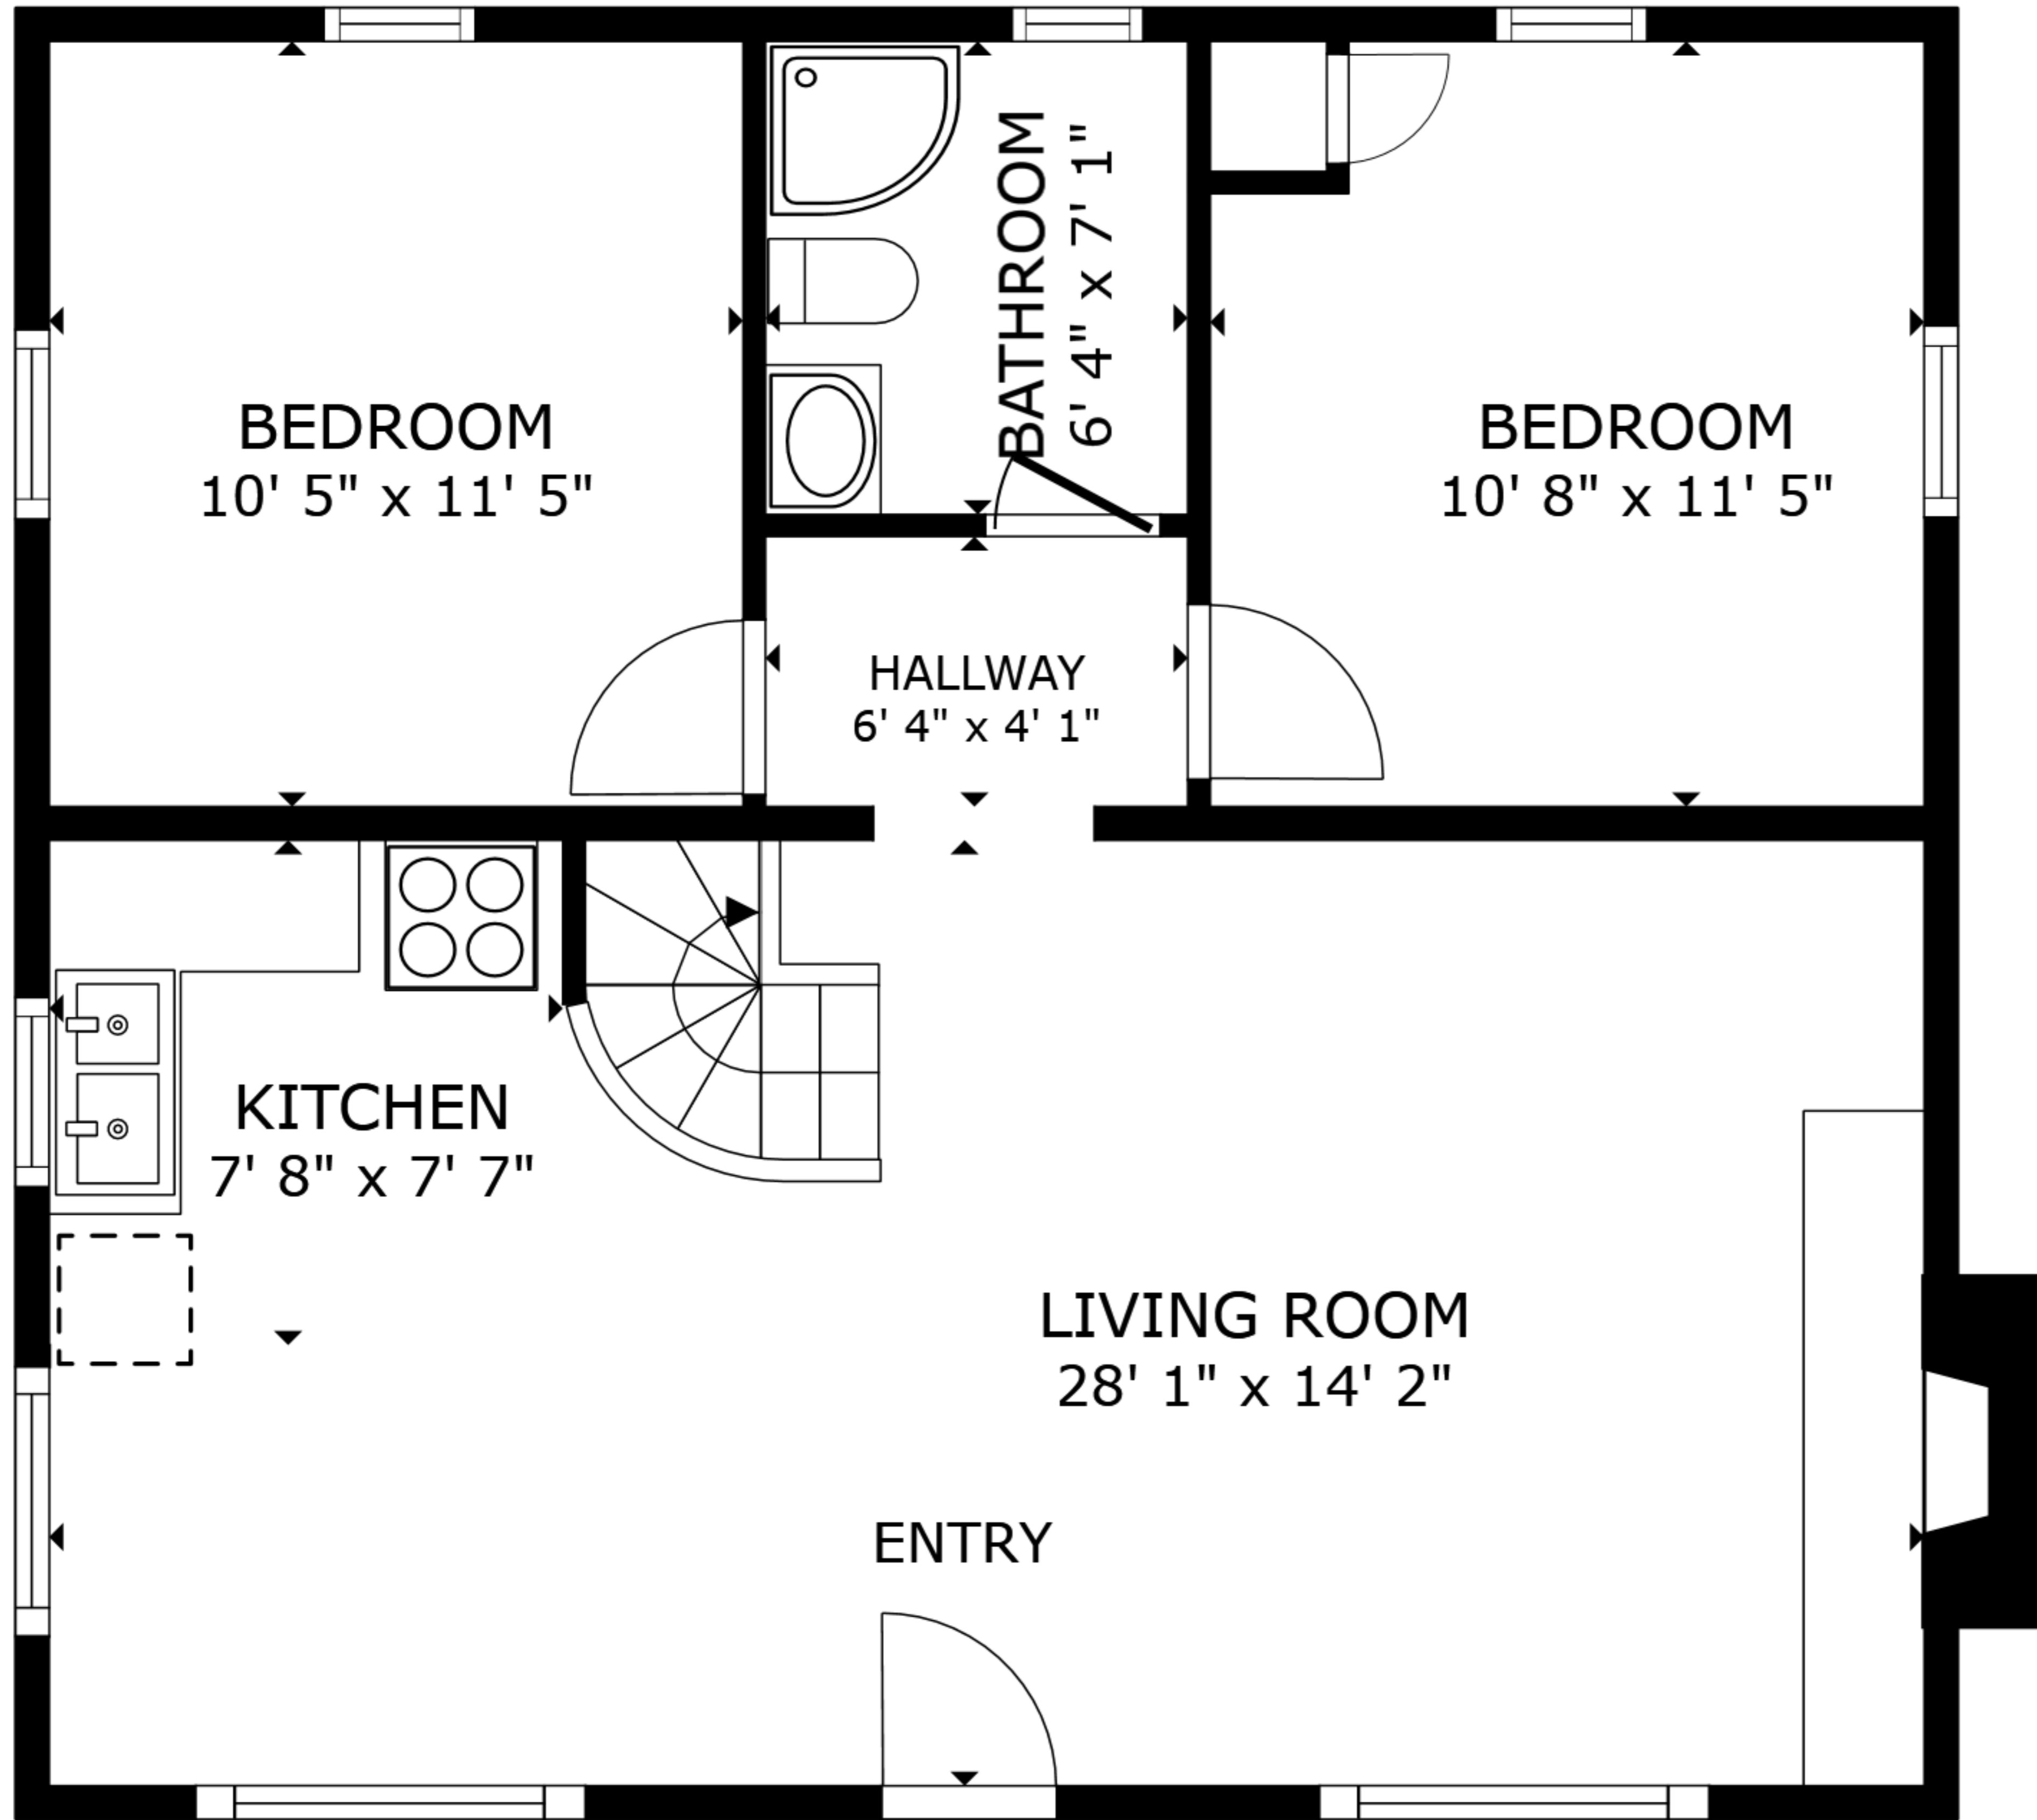 BEDROOM
10' 5" x 11' 5"
BATHROOM
6' 4" x 7' 1"
BEDROOM
10' 8" x 11' 5"
HALLWAY
6' 4" x 4' 1"
KITCHEN
7' 8" x 7' 7"
LIVING ROOM
28' 1" x 14' 2"
ENTRY